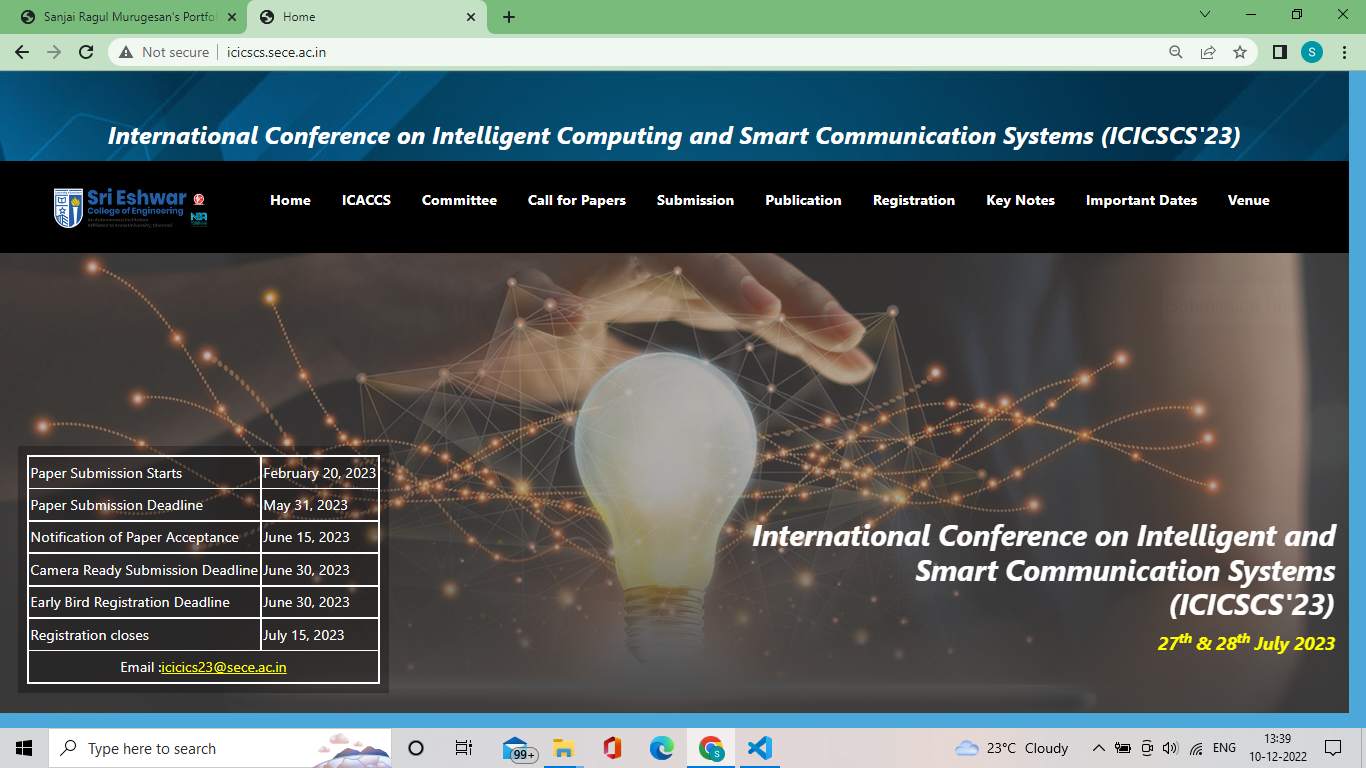 Sanjai Ragul Murugesan's Portfo
Home
Not secure
icicscs.sece.ac.in
S
International Conference on Intelligent Computing and Smart Communication Systems (ICICSCS'23)
Sri Eshwar
College of Engineering
Home
ICACCS
Committee
Call for Papers
Submission
Publication
Registration
Key Notes
Important Dates
Venue
Paper Submission Starts February 20, 2023
Paper Submission Deadline May 31, 2023
Notification of Paper Acceptance June 15, 2023
Camera Ready Submission Deadline June 30, 2023
Early Bird Registration Deadline June 30, 2023
Registration closes July 15, 2023
Email :icicics23@sece.ac.in
International Conference on Intelligent and
Smart Communication Systems
(ICICSCS'23)
27th & 28th July 2023
Type here to search
99+
S
23°C Cloudy
ENG
13:39
10-12-2022